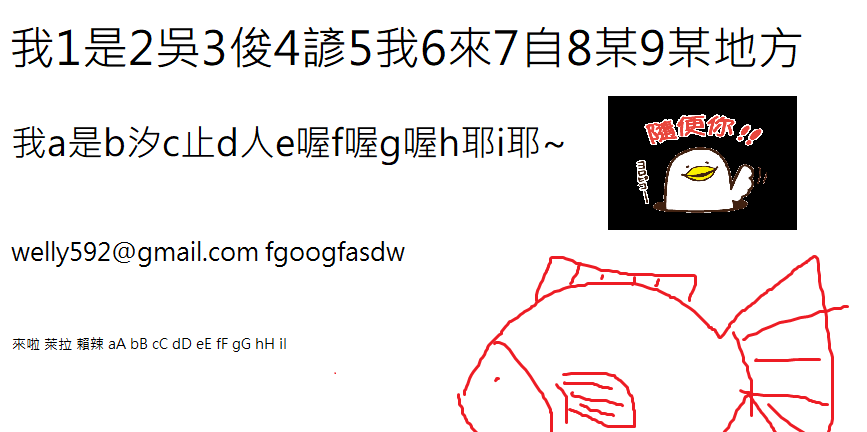 我1是2吳3俊4諺5我6來7自8某9某地方
我a是b汐c止d人e喔f喔g喔h耶i耶~
隨便你!!
welly592@gmail.com fgoogfasdw
來啦 萊拉 賴辣 aA bB cC dD eE fF gG hH iI